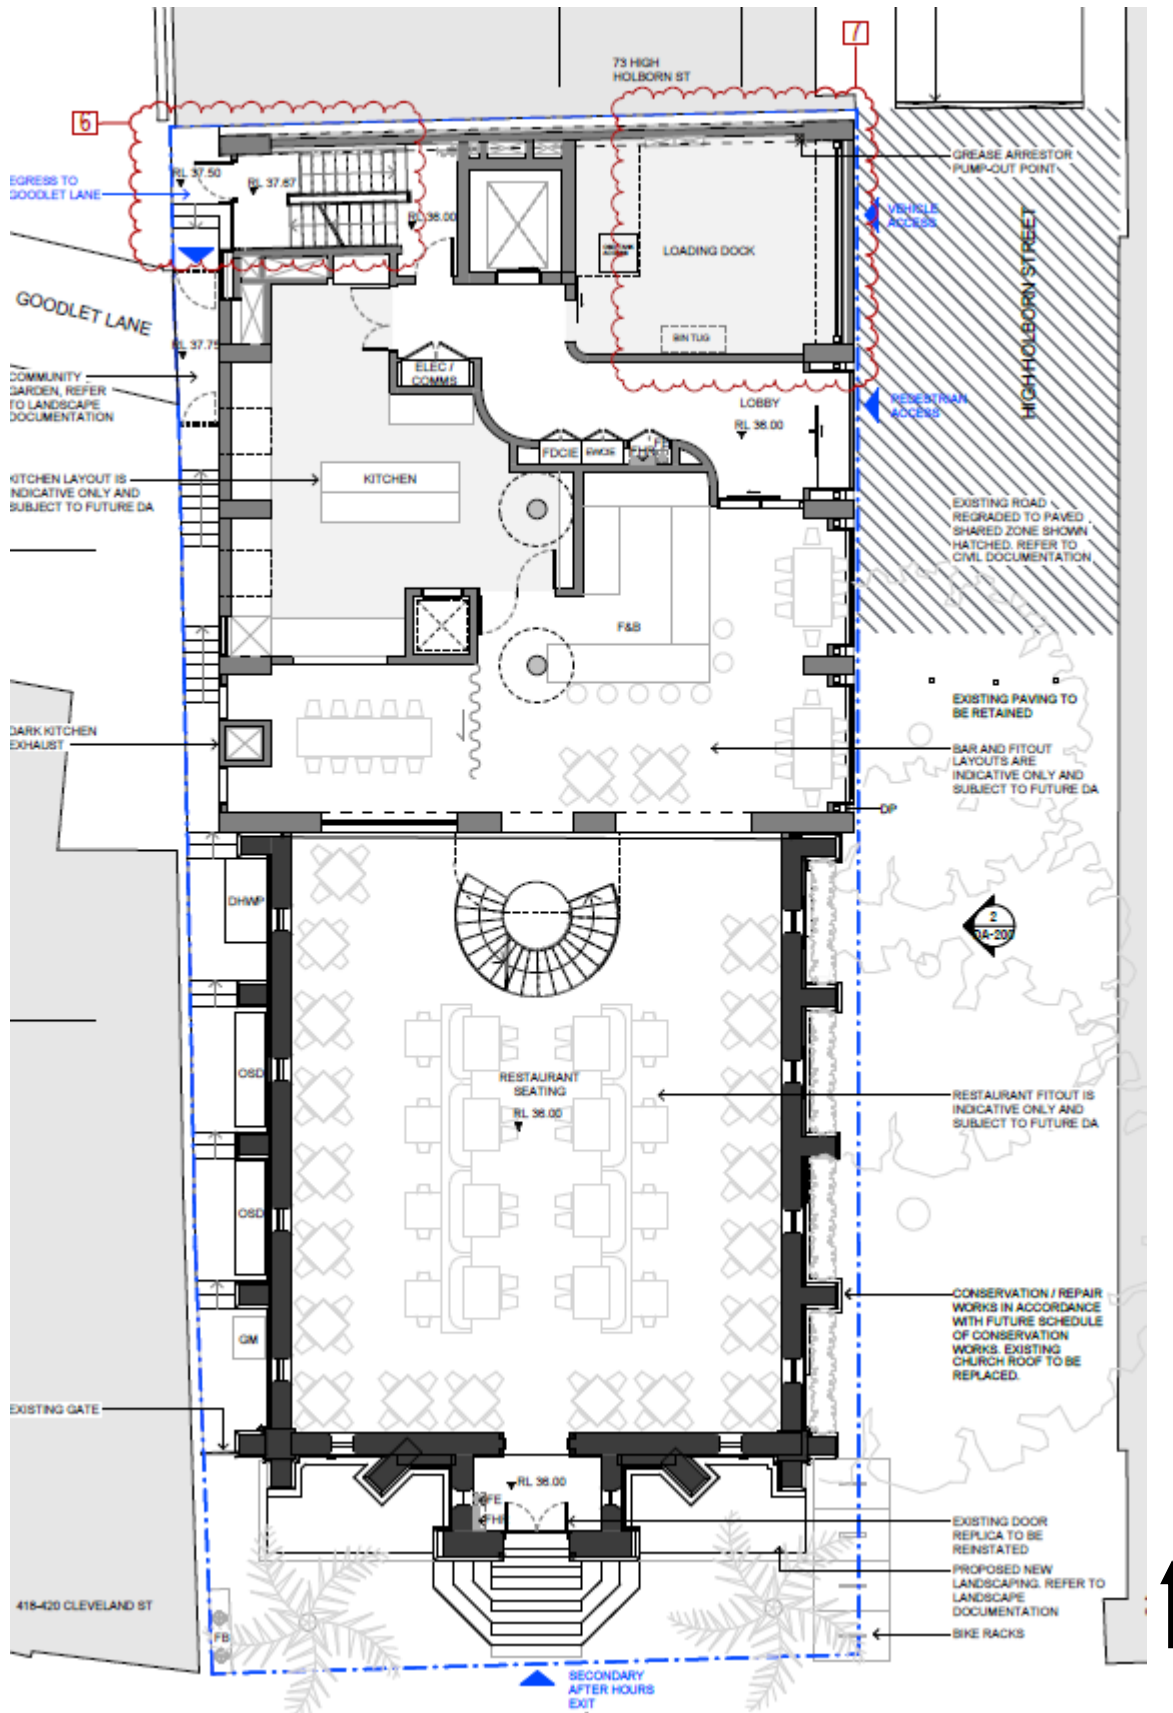 7
73 HIGH
HOLBORN ST
6
GREASE ARRESTOR
PUMP-OUT POINT
RL 37.50
RL 37.67
EGRESS TO
GOODLET LANE
RL 38.00
VEHICLE
ACCESS
LOADING DOCK
HIGH HOLBORN STREET
GOODLET LANE
BIN TUG
RL 37.75
ELEC /
COMMS
COMMUNITY
GARDEN, REFER
TO LANDSCAPE
DOCUMENTATION
LOBBY
RL 38.00
PEDESTRIAN
ACCESS
FDCIE
EWCIE
FHR
KITCHEN LAYOUT IS
INDICATIVE ONLY AND
SUBJECT TO FUTURE DA
KITCHEN
EXISTING ROAD
REGRADED TO PAVED
SHARED ZONE SHOWN
HATCHED. REFER TO
CIVIL DOCUMENTATION
F&B
EXISTING PAVING TO
BE RETAINED
DARK KITCHEN
EXHAUST
BAR AND FITOUT
LAYOUTS ARE
INDICATIVE ONLY AND
SUBJECT TO FUTURE DA
DP
DHWP
2
DA-200
OSD
RESTAURANT
SEATING
RL 38.00
RESTAURANT FITOUT IS
INDICATIVE ONLY AND
SUBJECT TO FUTURE DA
OSD
CONSERVATION / REPAIR
WORKS IN ACCORDANCE
WITH FUTURE SCHEDULE
OF CONSERVATION
WORKS. EXISTING
CHURCH ROOF TO BE
REPLACED.
GM
EXISTING GATE
RL 38.00
FE
FHR
EXISTING DOOR
REPLICA TO BE
REINSTATED
PROPOSED NEW
LANDSCAPING. REFER TO
LANDSCAPE
DOCUMENTATION
418-420 CLEVELAND ST
FB
BIKE RACKS
SECONDARY
AFTER HOURS
EXIT